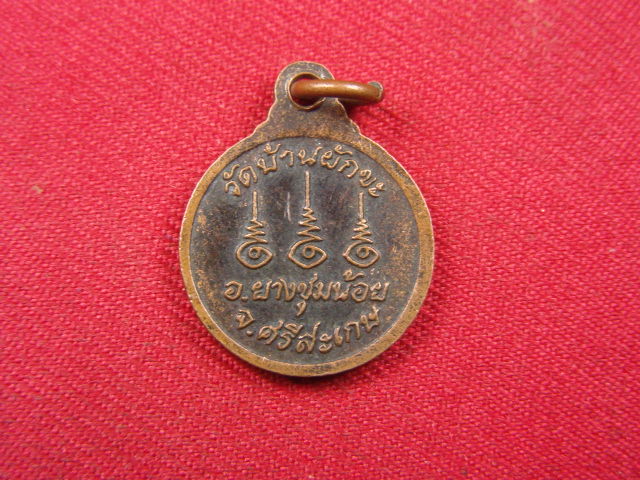 วัดบ้านผักขะ
อ.ยางชุมน้อย
จ.ศรีสะเกษ